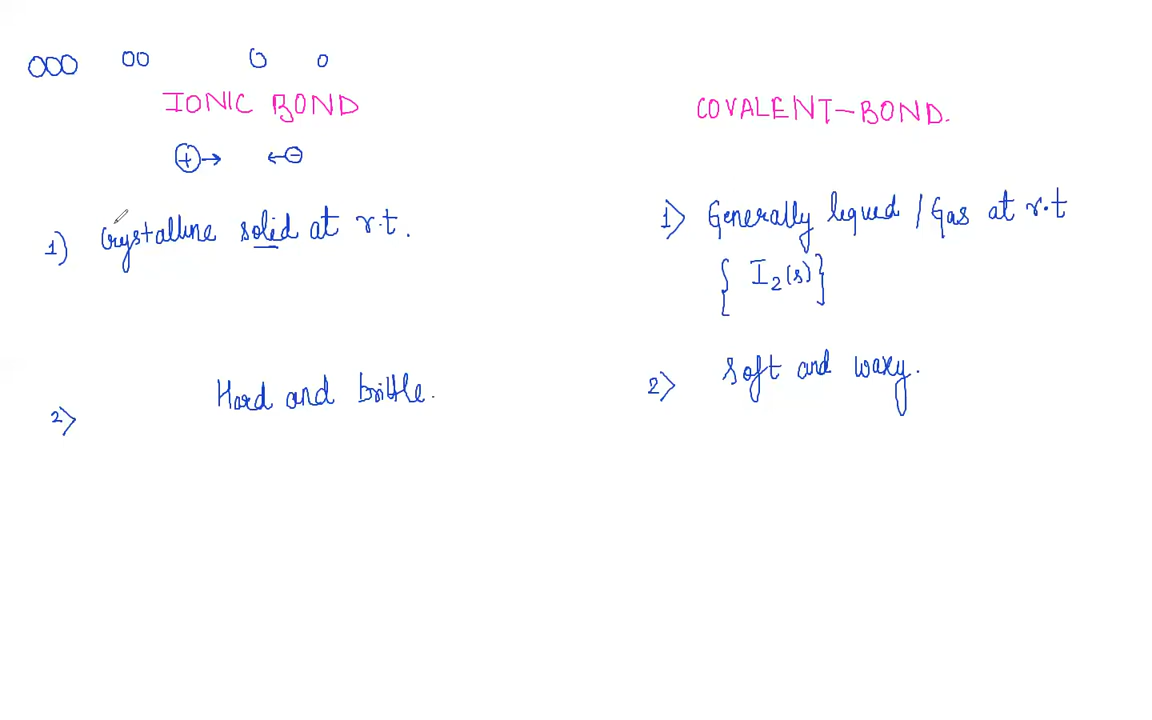 IONIC BOND
+ → ← −
1) Crystalline solid at r.t.
2) Hard and brittle.
COVALENT-BOND.
1) Generally liqued / Gas at r.t
{ I₂(s) }
2) Soft and waxy.